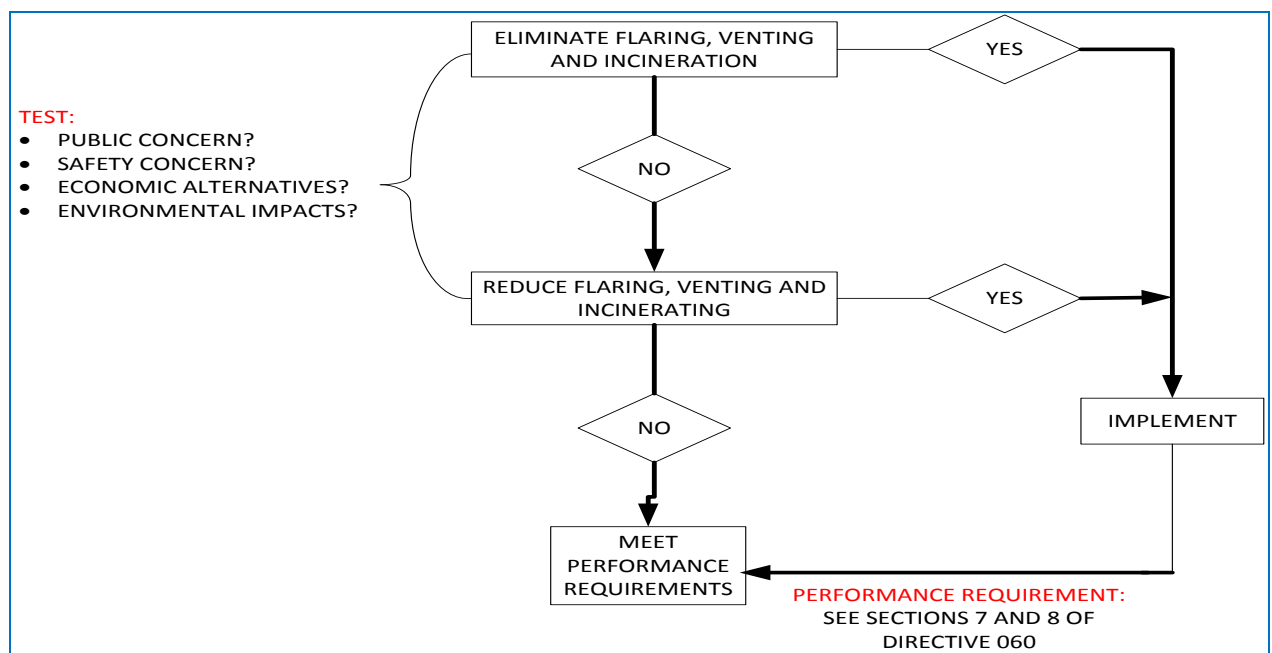 ELIMINATE FLARING, VENTING
AND INCINERATION
YES
TEST:
• PUBLIC CONCERN?
• SAFETY CONCERN?
• ECONOMIC ALTERNATIVES?
• ENVIRONMENTAL IMPACTS?
NO
REDUCE FLARING, VENTING AND
INCINERATING
YES
NO
IMPLEMENT
MEET
PERFORMANCE
REQUIREMENTS
PERFORMANCE REQUIREMENT:
SEE SECTIONS 7 AND 8 OF
DIRECTIVE 060